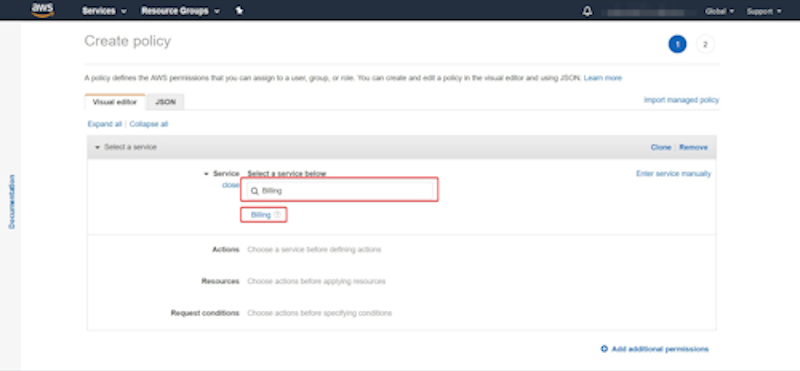 aws Services Resource Groups Global Support
Create policy
1 2
A policy defines the AWS permissions that you can assign to a user, group, or role. You can create and edit a policy in the visual editor and using JSON. Learn more
Visual editor JSON Import managed policy
Expand all | Collapse all
Select a service Clone | Remove
Service Select a service below Enter service manually
close Billing
Billing ?
Actions Choose a service before defining actions
Resources Choose actions before applying resources
Request conditions Choose actions before specifying conditions
Add additional permissions
Documentation